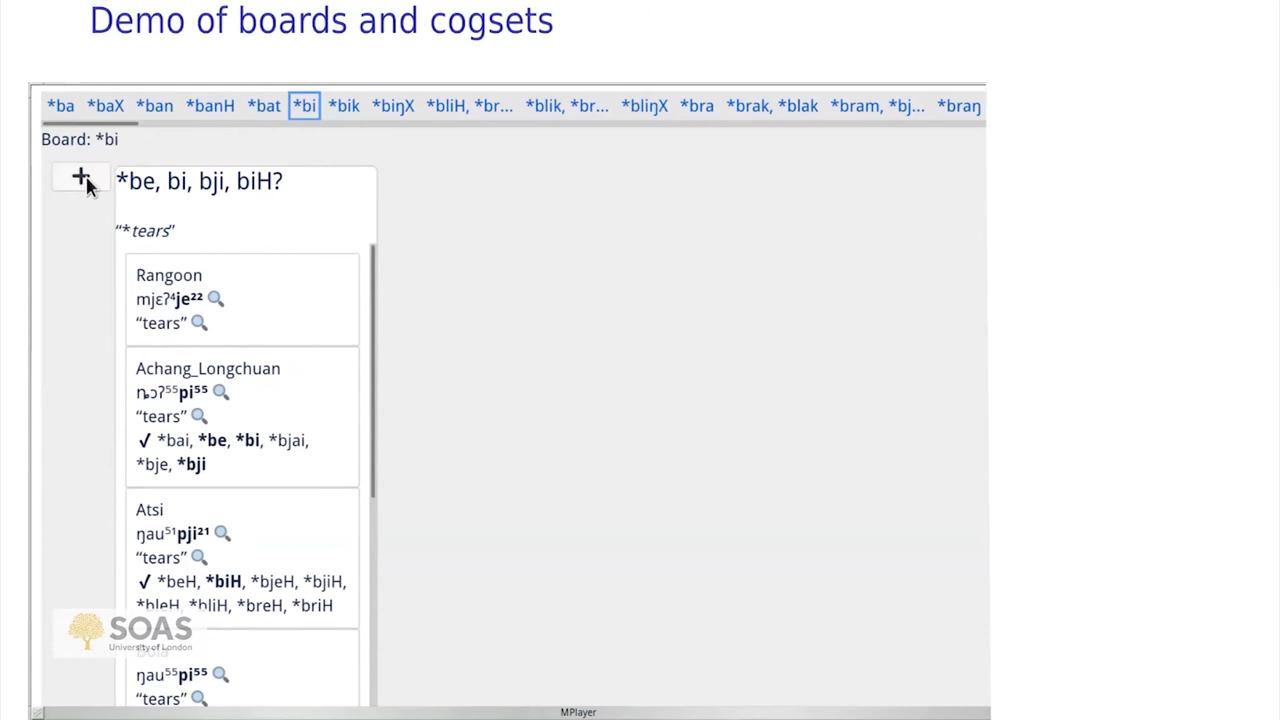 Demo of boards and cogsets
*ba *baX *ban *banH *bat *bi *bik *biŋX *bliH, *br... *blik, *br... *bliŋX *bra *brak, *blak *bram, *bj... *braŋ
Board: *bi
+
*be, bi, bji, biH?
“*tears”
Rangoon
mjɛʔ⁴je²²
“tears”
Achang_Longchuan
ȵɔʔ⁵⁵pi⁵⁵
“tears”
✓ *bai, *be, *bi, *bjai,
*bje, *bji
Atsi
ŋau⁵¹pji²¹
“tears”
✓ *beH, *biH, *bjeH, *bjiH,
*bleH, *bliH, *breH, *briH
SOAS
University of London
Bola
ŋau⁵⁵pi⁵⁵
“tears”
MPlayer